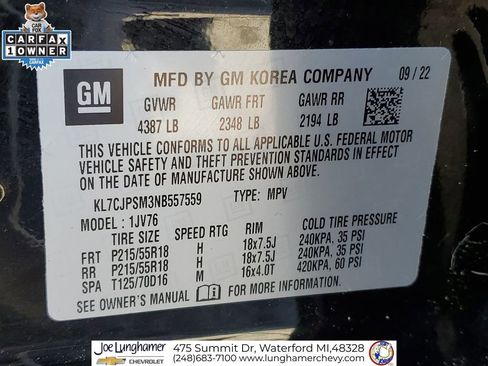 CAR
FOX
CARFAX
1 OWNER
GM
MFD BY GM KOREA COMPANY 09/22
GVWR GAWR FRT GAWR RR
4387 LB 2348 LB 2194 LB
THIS VEHICLE CONFORMS TO ALL APPLICABLE U.S. FEDERAL MOTOR
VEHICLE SAFETY AND THEFT PREVENTION STANDARDS IN EFFECT
ON THE DATE OF MANUFACTURE SHOWN ABOVE.
KL7CJPSM3NB557559 TYPE: MPV
MODEL: 1JV76
SPEED RTG RIM COLD TIRE PRESSURE
FRT P215/55R18 H 18x7.5J 240KPA, 35 PSI
RR P215/55R18 H 18x7.5J 240KPA, 35 PSI
SPA T125/70D16 M 16x4.0T 420KPA, 60 PSI
SEE OWNER'S MANUAL FOR MORE INFORMATION.
Joe Lunghamer
CHEVROLET
475 Summit Dr, Waterford MI,48328
(248)683-7100 www.lunghamerchevy.com